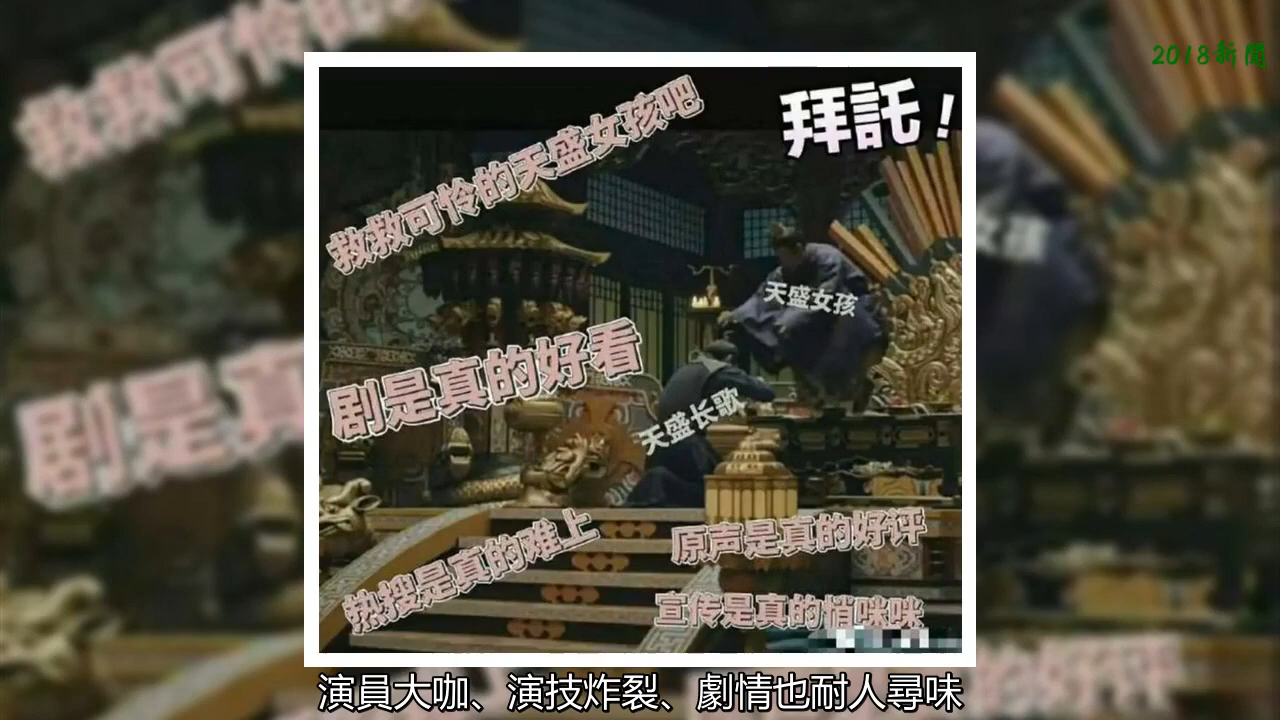 2018新聞
拜託！
救救可怜的天盛女孩吧
天盛女孩
剧是真的好看
天盛长歌
热搜是真的难上
原声是真的好评
宣传是真的悄咪咪
演員大咖、演技炸裂、劇情也耐人尋味